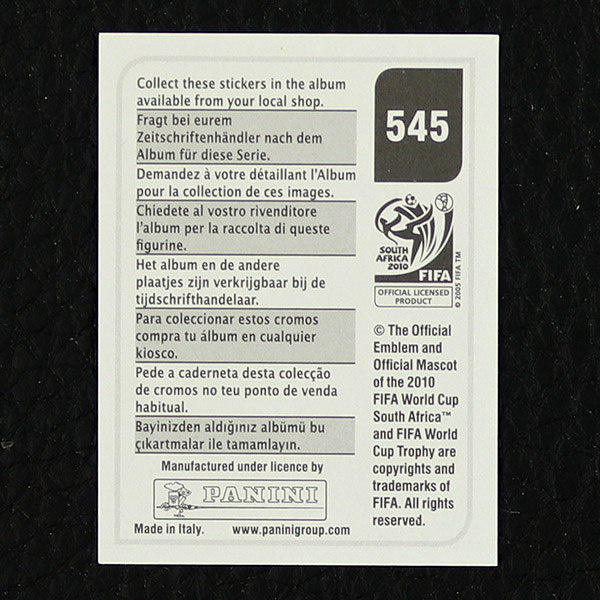 Collect these stickers in the album
available from your local shop.
Fragt bei eurem
Zeitschriftenhändler nach dem
Album für diese Serie.
Demandez à votre détaillant l'Album
pour la collection de ces images.
Chiedete al vostro rivenditore
l'album per la raccolta di queste
figurine.
Het album en de andere
plaatjes zijn verkrijgbaar bij de
tijdschrifthandelaar.
Para coleccionar estos cromos
compra tu álbum en cualquier
kiosco.
Pede a caderneta desta colecção
de cromos no teu ponto de venda
habitual.
Bayinizden aldığınız albümü bu
çıkartmalar ile tamamlayın.
Manufactured under licence by
PANINI
Made in Italy. www.paninigroup.com
545
SOUTH
AFRICA
2010
FIFA
© 2005 FIFA TM
OFFICIAL LICENSED
PRODUCT
© The Official
Emblem and
Official Mascot
of the 2010
FIFA World Cup
South Africa™
and FIFA World
Cup Trophy are
copyrights and
trademarks of
FIFA. All rights
reserved.